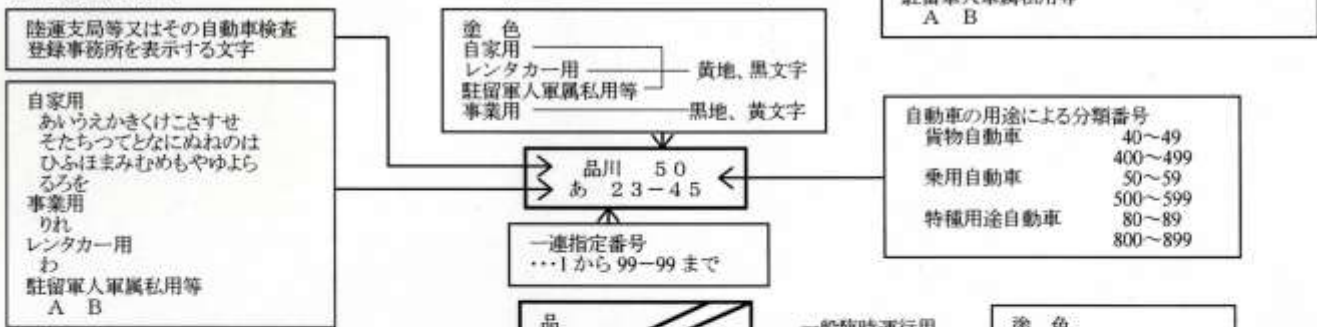 陸運支局等又はその自動車検査
登録事務所を表示する文字
自家用
あいうえかきくけこさすせ
そたちつてとなにぬねのは
ひふほまみむめもやゆよら
るろを
事業用
りれ
レンタカー用
わ
駐留軍人軍属私用等
A B
塗 色
自家用
レンタカー用
黄地、黒文字
駐留軍人軍属私用等
事業用
黒地、黄文字
品川 50
あ 23-45
一連指定番号
…1から99-99まで
A B
自動車の用途による分類番号
貨物自動車 40~49
400~499
乗用自動車 50~59
500~599
特種用途自動車 80~89
800~899
品
一般臨時運行用
塗 色